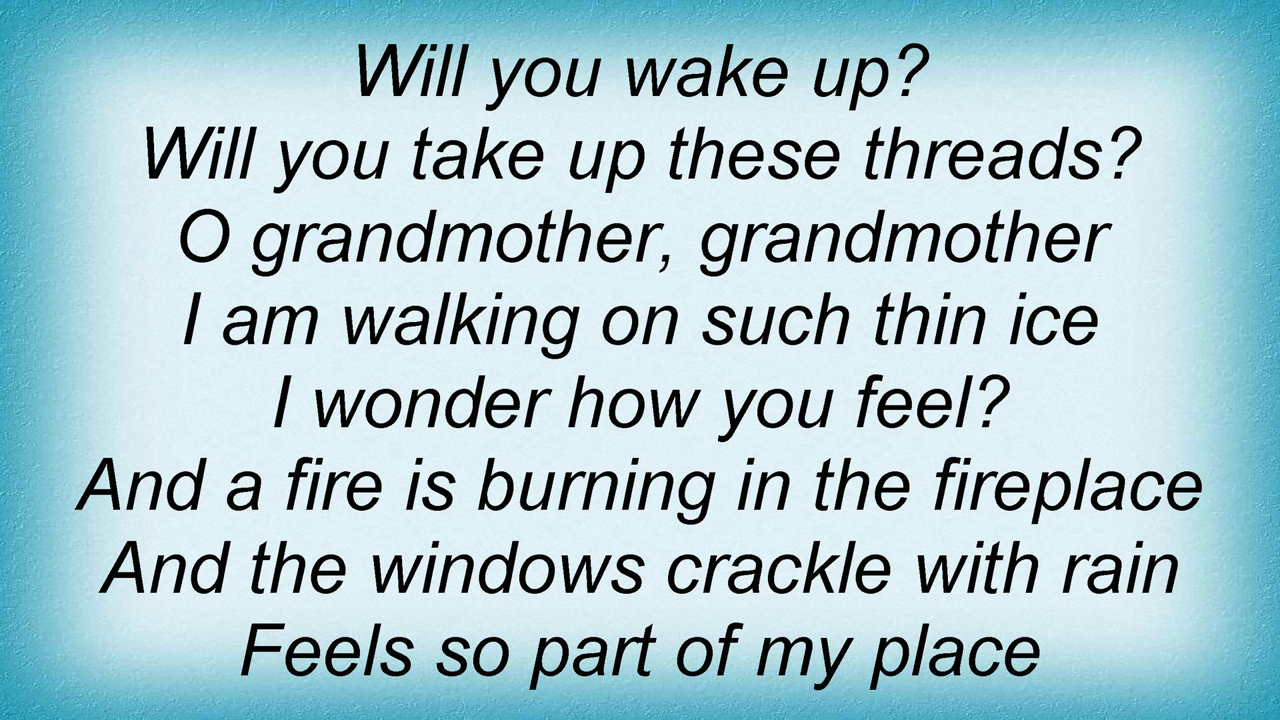 Will you wake up?
Will you take up these threads?
O grandmother, grandmother
I am walking on such thin ice
I wonder how you feel?
And a fire is burning in the fireplace
And the windows crackle with rain
Feels so part of my place